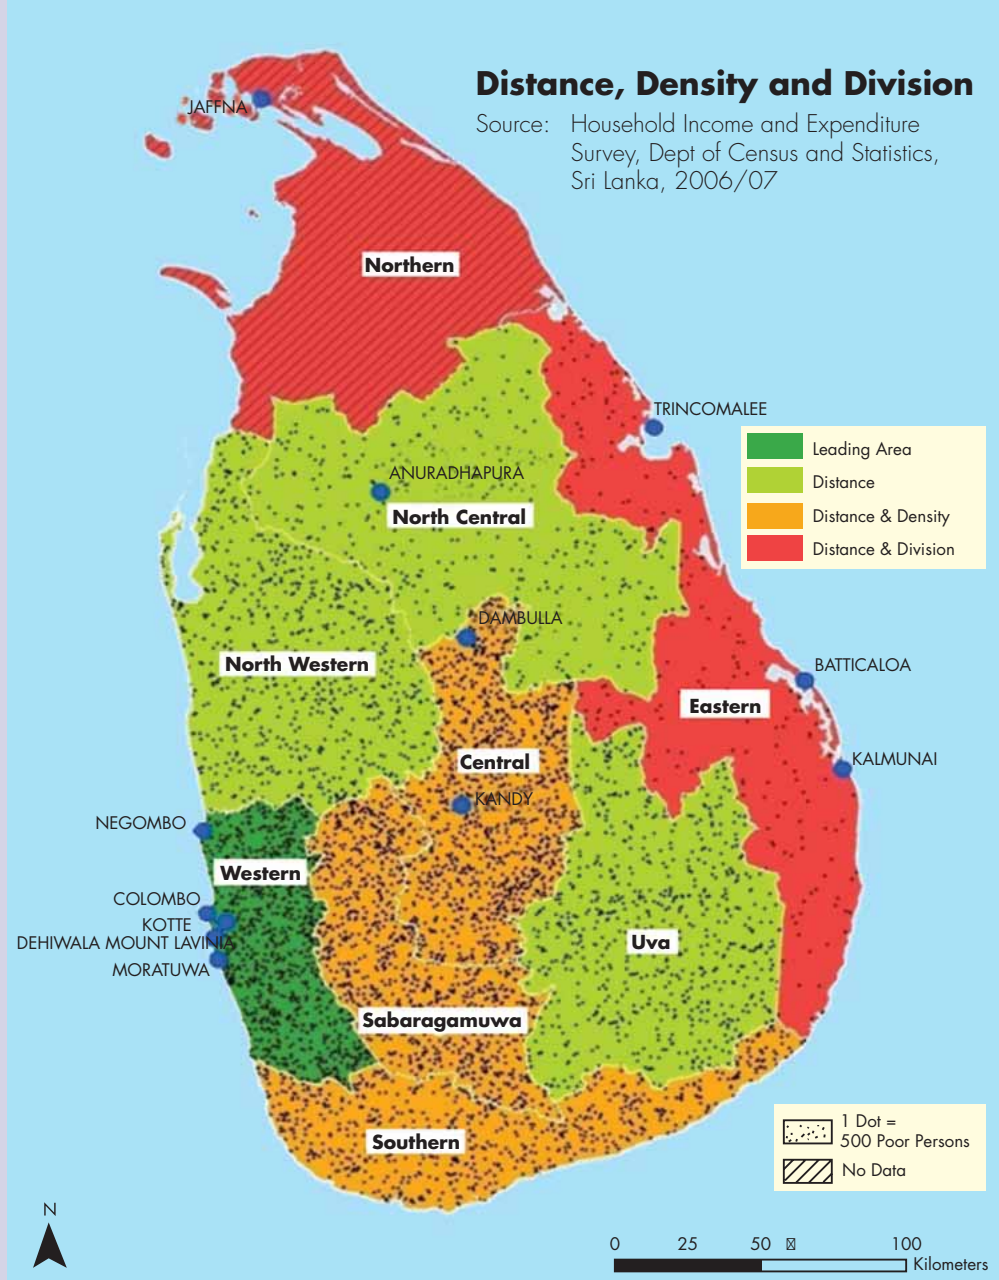 Distance, Density and Division
Source: Household Income and Expenditure
Survey, Dept of Census and Statistics,
Sri Lanka, 2006/07
JAFFNA
Northern
TRINCOMALEE
Leading Area
Distance
Distance & Density
Distance & Division
ANURADHAPURA
North Central
DAMBULLA
North Western
BATTICALOA
Eastern
Central
KALMUNAI
KANDY
NEGOMBO
Western
COLOMBO
KOTTE
DEHIWALA MOUNT LAVINIA
MORATUWA
Uva
Sabaragamuwa
Southern
1 Dot =
500 Poor Persons
No Data
N
0 25 50 100
Kilometers